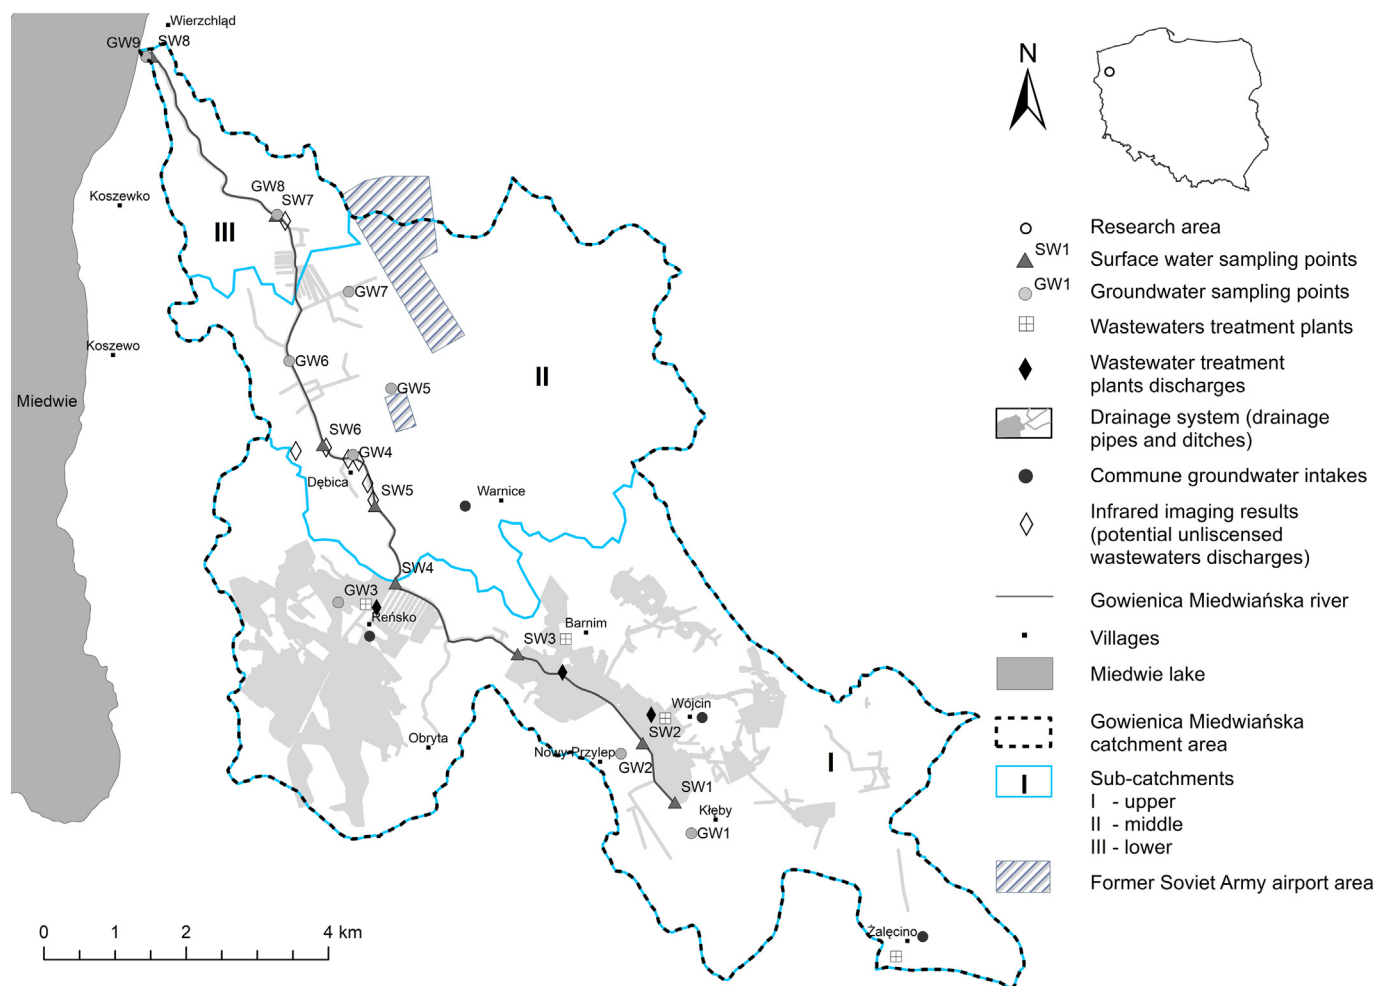 Wierzchląd
GW9
SW8
Koszewko
GW8
SW7
III
GW7
Koszewo
GW6
II
GW5
Miedwie
SW6
GW4
Dębica
SW5
Warnice
SW4
GW3
Reńsko
Barnim
SW3
Wójcin
SW2
Obryta
Nowy Przylep
GW2
I
SW1
Kłęby
GW1
Żalęcino
0 1 2 4 km
N
Research area
SW1
Surface water sampling points
GW1
Groundwater sampling points
Wastewaters treatment plants
Wastewater treatment
plants discharges
Drainage system (drainage
pipes and ditches)
Commune groundwater intakes
Infrared imaging results
(potential unliscensed
wastewaters discharges)
Gowienica Miedwiańska river
Villages
Miedwie lake
Gowienica Miedwiańska
catchment area
I
Sub-catchments
I - upper
II - middle
III - lower
Former Soviet Army airport area